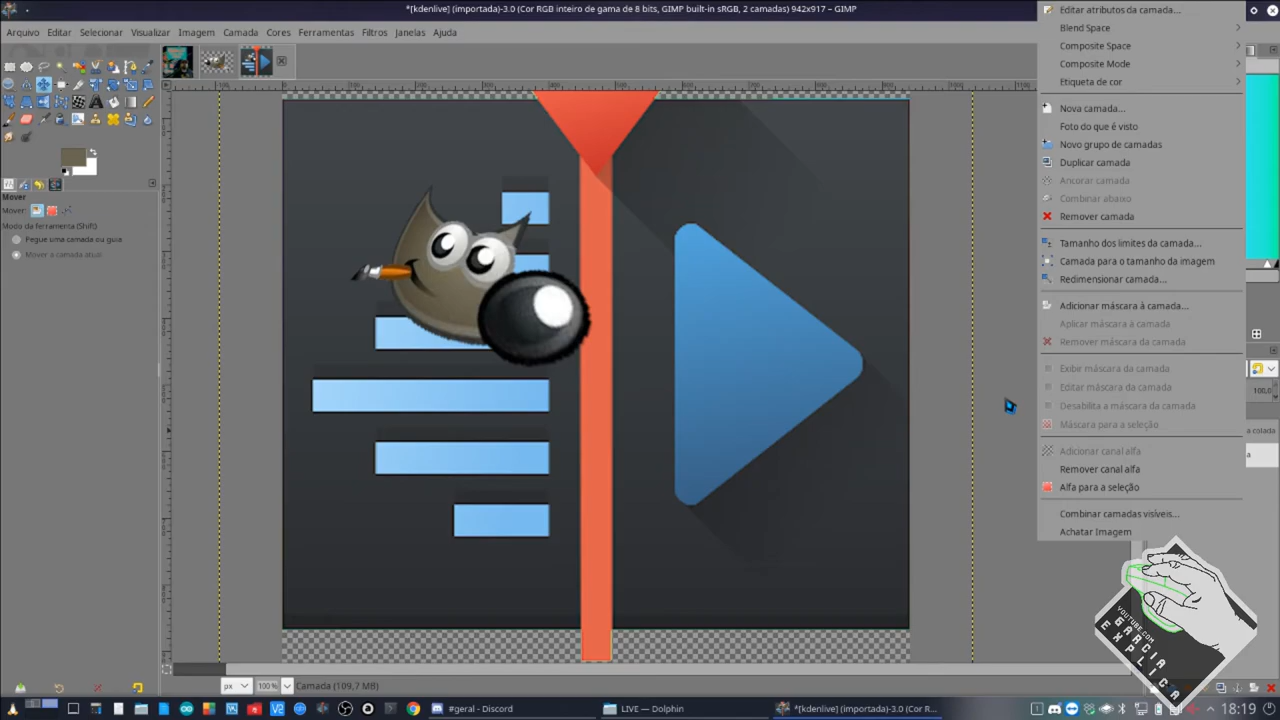 *[kdenlive] (importada)-3.0 (Cor RGB inteiro de gama de 8 bits, GIMP built-in sRGB, 2 camadas) 942x917 – GIMP
Arquivo Editar Selecionar Visualizar Imagem Camada Cores Ferramentas Filtros Janelas Ajuda
Mover
Mover:
Modo da ferramenta (Shift)
Pegue uma camada ou guia
Mover a camada atual
Editar atributos da camada...
Blend Space
Composite Space
Composite Mode
Etiqueta de cor
Nova camada...
Foto do que é visto
Novo grupo de camadas
Duplicar camada
Ancorar camada
Combinar abaixo
Remover camada
Tamanho dos limites da camada...
Camada para o tamanho da imagem
Redimensionar camada...
Adicionar máscara à camada...
Aplicar máscara à camada
Remover máscara da camada
Exibir máscara da camada
Editar máscara da camada
Desabilita a máscara da camada
Máscara para a seleção
Adicionar canal alfa
Remover canal alfa
Alfa para a seleção
Combinar camadas visíveis...
Achatar Imagem
100,0
a colada
YOUTUBE.COM
GARCIA
EXPLICA
px 100% Camada (109,7 MB)
#geral - Discord
LIVE — Dolphin
*[kdenlive] (importada)-3.0 (Cor R...
18:19